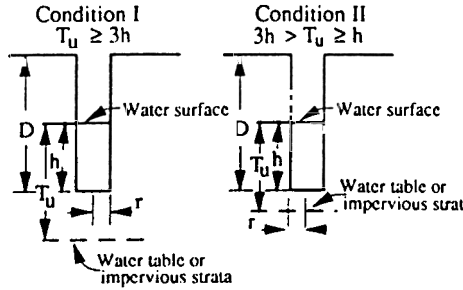 Condition I
Tu ≥ 3h
Condition II
3h > Tu ≥ h
Water surface
D
h
Tu
r
Water table or
impervious strata
Water surface
D
h
Tu
Water table or
impervious strata
r